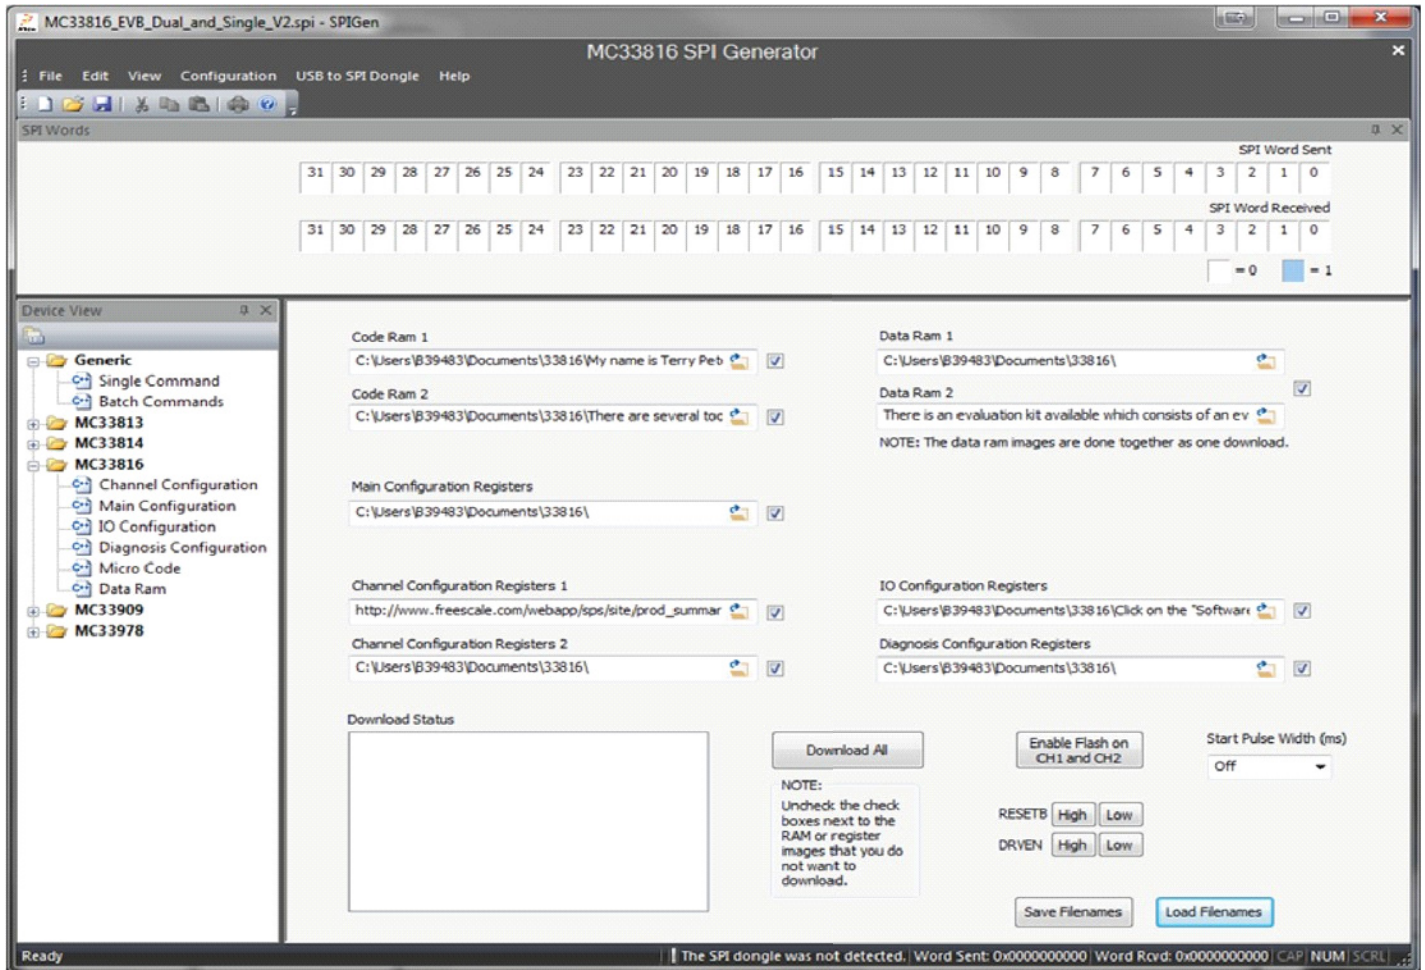 MC33816_EVB_Dual_and_Single_V2.spi - SPIGen
MC33816 SPI Generator
File Edit View Configuration USB to SPI Dongle Help
SPI Words
SPI Word Sent
31 30 29 28 27 26 25 24 23 22 21 20 19 18 17 16 15 14 13 12 11 10 9 8 7 6 5 4 3 2 1 0
SPI Word Received
31 30 29 28 27 26 25 24 23 22 21 20 19 18 17 16 15 14 13 12 11 10 9 8 7 6 5 4 3 2 1 0
= 0 = 1
Device View
Generic
Single Command
Batch Commands
MC33813
MC33814
MC33816
Channel Configuration
Main Configuration
IO Configuration
Diagnosis Configuration
Micro Code
Data Ram
MC33909
MC33978
Code Ram 1
C:\Users\B39483\Documents\33816\My name is Terry Peb
Code Ram 2
C:\Users\B39483\Documents\33816\There are several toc
Data Ram 1
C:\Users\B39483\Documents\33816\
Data Ram 2
There is an evaluation kit available which consists of an ev
NOTE: The data ram images are done together as one download.
Main Configuration Registers
C:\Users\B39483\Documents\33816\
Channel Configuration Registers 1
http://www.freescale.com/webapp/sps/site/prod_summar
Channel Configuration Registers 2
C:\Users\B39483\Documents\33816\
IO Configuration Registers
C:\Users\B39483\Documents\33816\Click on the "Software
Diagnosis Configuration Registers
C:\Users\B39483\Documents\33816\
Download Status
Download All
NOTE:
Uncheck the check
boxes next to the
RAM or register
images that you do
not want to
download.
Enable Flash on
CH1 and CH2
Start Pulse Width (ms)
Off
RESETB High Low
DRVEN High Low
Save Filenames Load Filenames
Ready The SPI dongle was not detected. Word Sent: 0x0000000000 Word Rcvd: 0x0000000000 CAP NUM SCRL